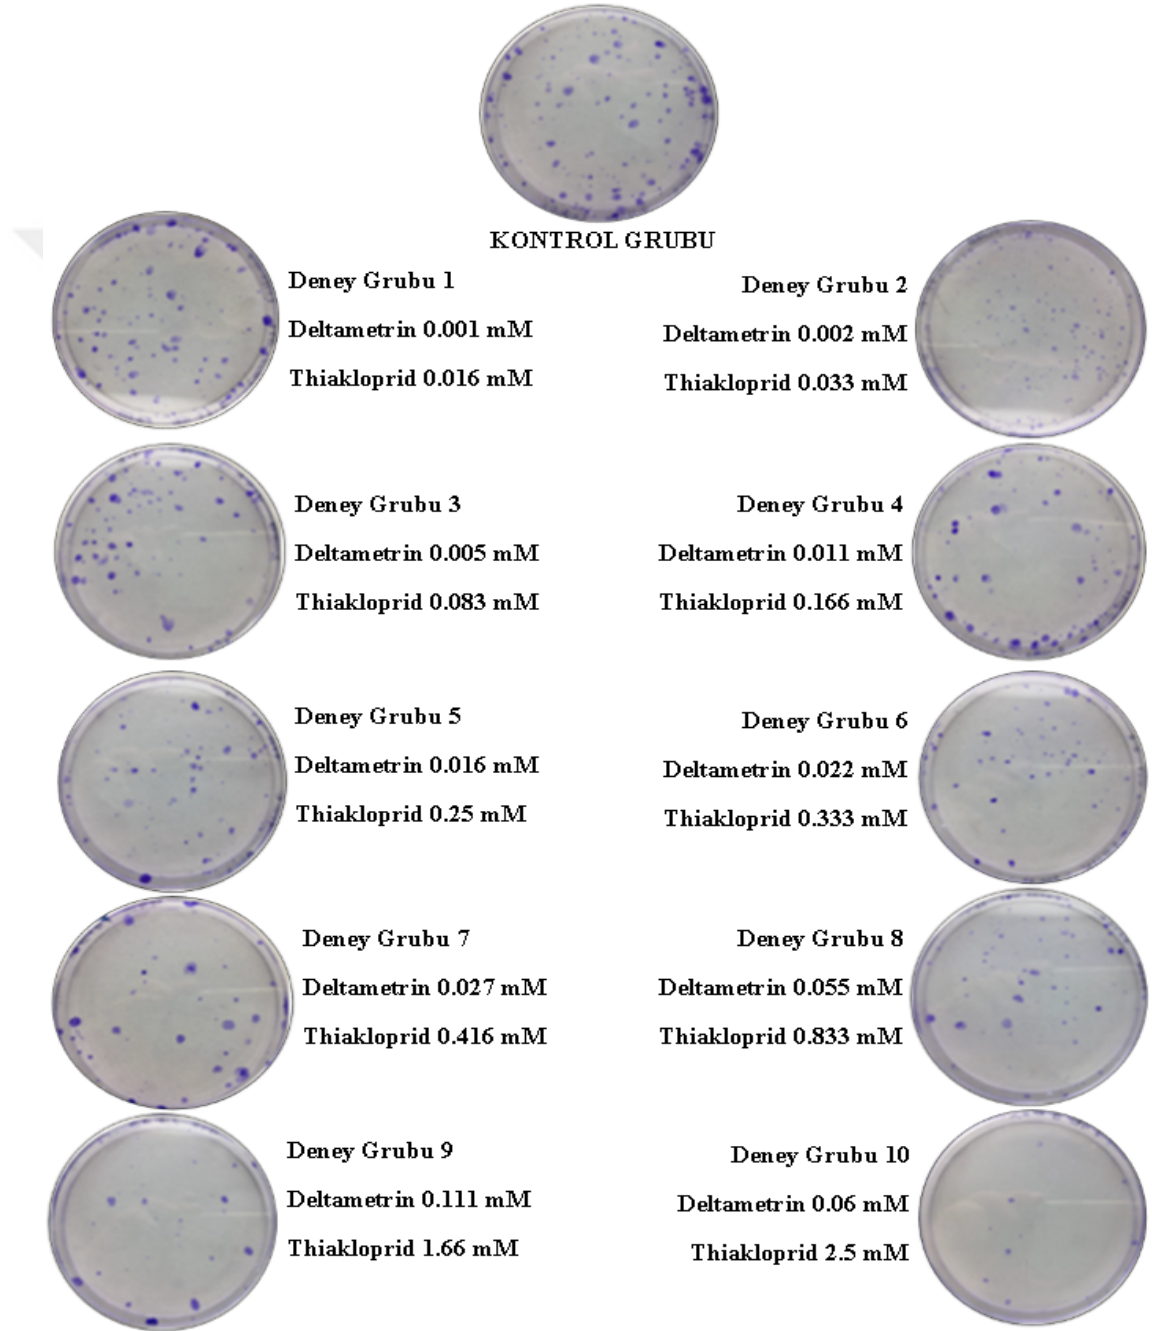 KONTROL GRUBU
Deney Grubu 1
Deltametrin 0.001 mM
Thiakloprid 0.016 mM
Deney Grubu 2
Deltametrin 0.002 mM
Thiakloprid 0.033 mM
Deney Grubu 3
Deltametrin 0.005 mM
Thiakloprid 0.083 mM
Deney Grubu 4
Deltametrin 0.011 mM
Thiakloprid 0.166 mM
Deney Grubu 5
Deltametrin 0.016 mM
Thiakloprid 0.25 mM
Deney Grubu 6
Deltametrin 0.022 mM
Thiakloprid 0.333 mM
Deney Grubu 7
Deltametrin 0.027 mM
Thiakloprid 0.416 mM
Deney Grubu 8
Deltametrin 0.055 mM
Thiakloprid 0.833 mM
Deney Grubu 9
Deltametrin 0.111 mM
Thiakloprid 1.66 mM
Deney Grubu 10
Deltametrin 0.06 mM
Thiakloprid 2.5 mM